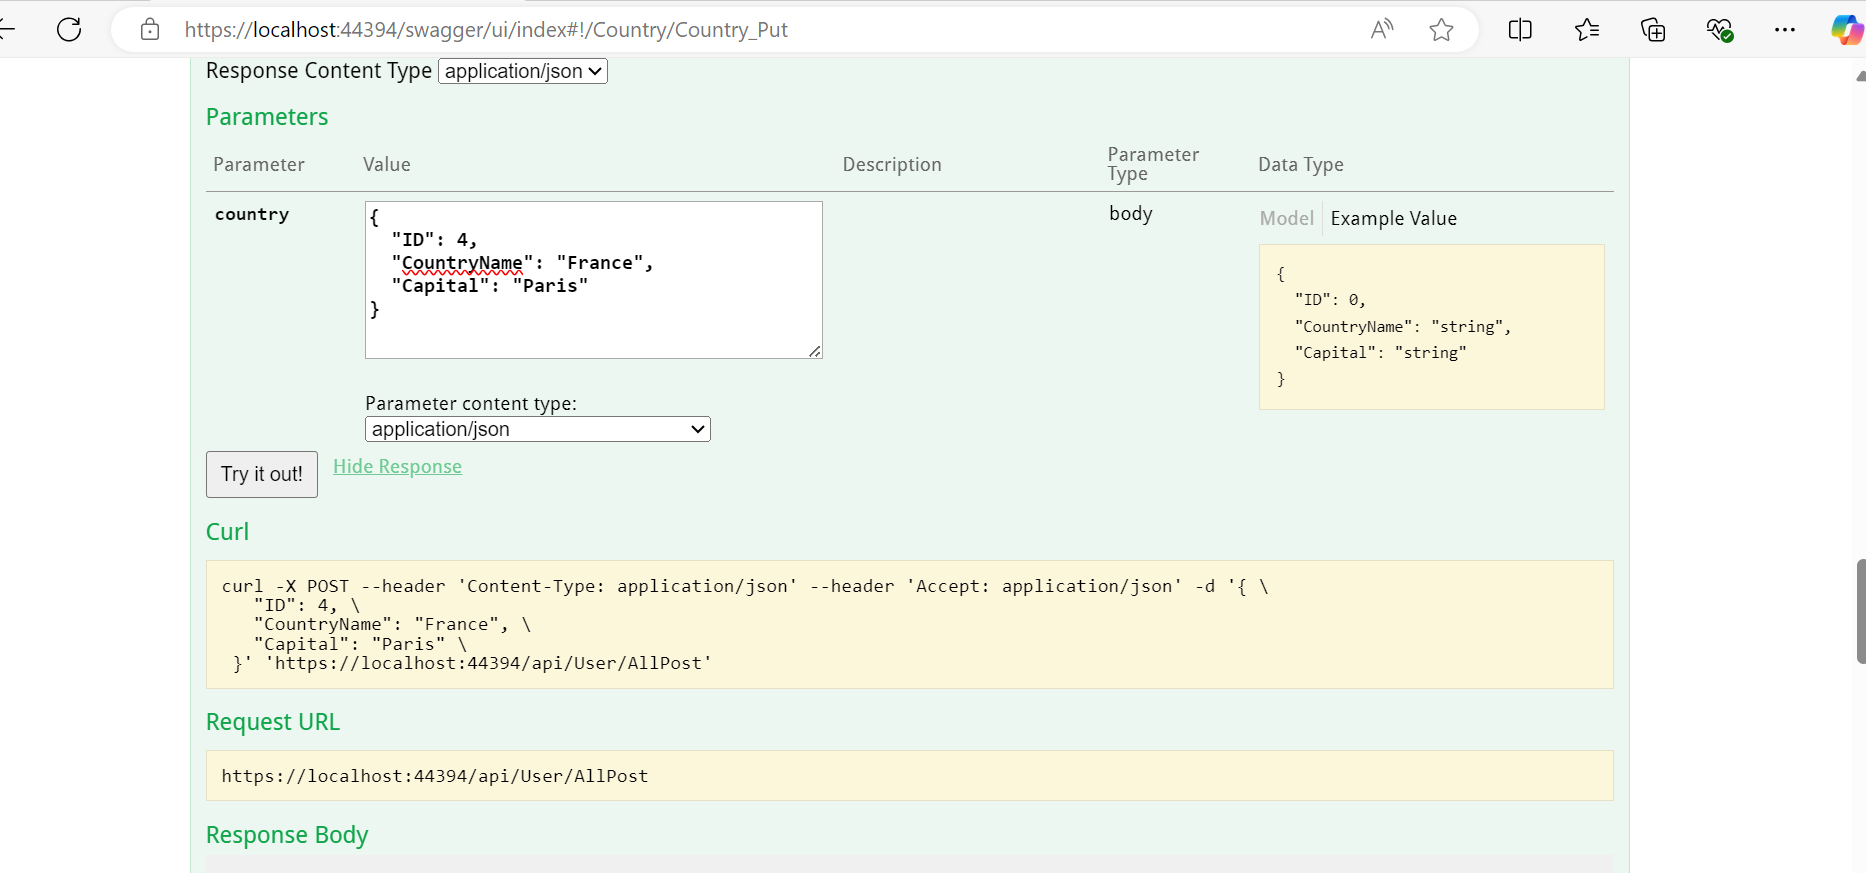 https://localhost:44394/swagger/ui/index#!/Country/Country_Put
Response Content Type application/json
Parameters
Parameter Value Description Parameter Type Data Type
country
{
"ID": 4,
"CountryName": "France",
"Capital": "Paris"
}
body
Model Example Value
{
"ID": 0,
"CountryName": "string",
"Capital": "string"
}
Parameter content type:
application/json
Try it out! Hide Response
Curl
curl -X POST --header 'Content-Type: application/json' --header 'Accept: application/json' -d '{ \
"ID": 4, \
"CountryName": "France", \
"Capital": "Paris" \
}' 'https://localhost:44394/api/User/AllPost'
Request URL
https://localhost:44394/api/User/AllPost
Response Body